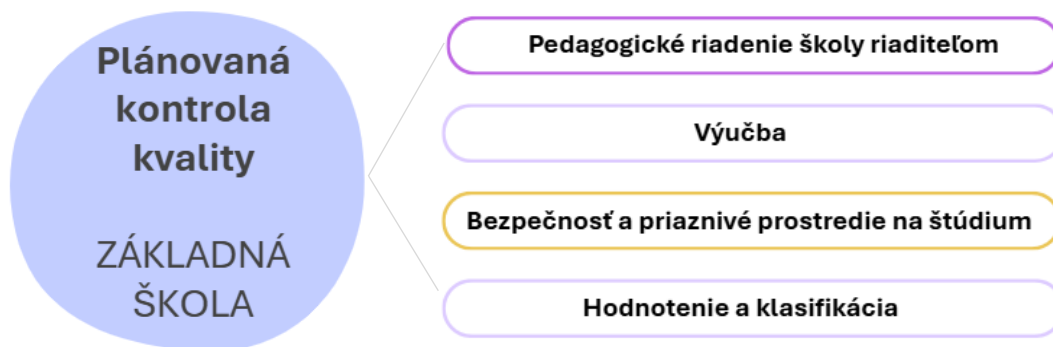 Plánovaná
kontrola
kvality
ZÁKLADNÁ
ŠKOLA
Pedagogické riadenie školy riaditeľom
Výučba
Bezpečnosť a priaznivé prostredie na štúdium
Hodnotenie a klasifikácia